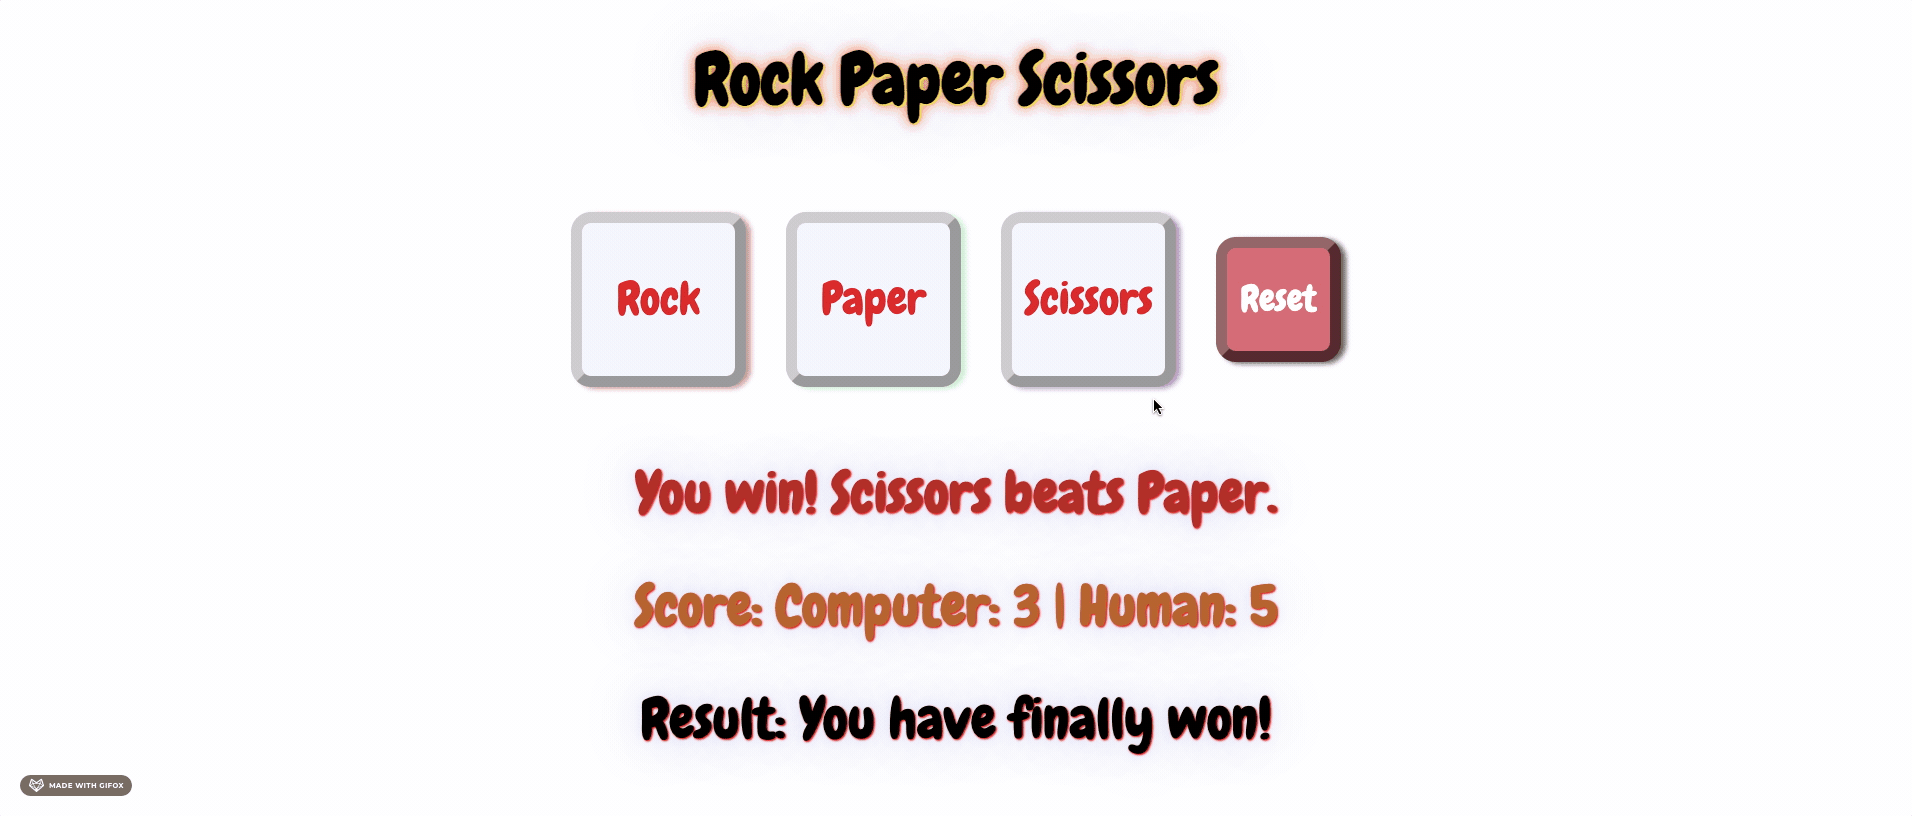 Rock Paper Scissors
Rock
Paper
Scissors
Reset
You win! Scissors beats Paper.
Score: Computer: 3 | Human: 5
Result: You have finally won!
MADE WITH GIFOX